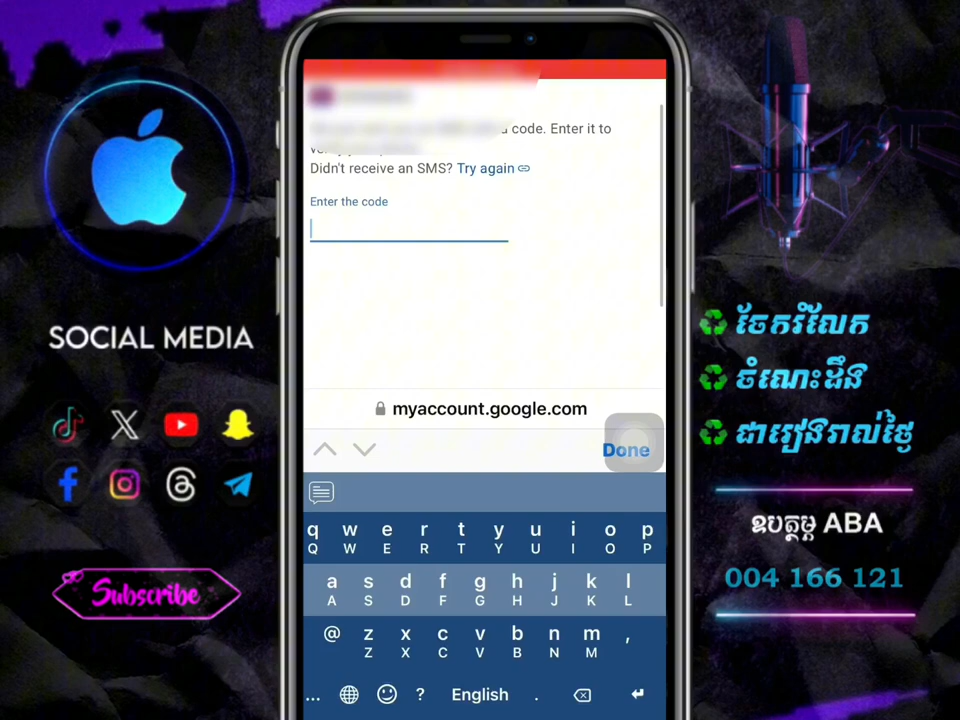 code. Enter it to
Didn't receive an SMS? Try again
Enter the code
myaccount.google.com
Done
q w e r t y u i o p
Q W E R T Y U I O P
a s d f g h j k l
A S D F G H J K L
@ z x c v b n m ,
Z X C V B N M
... ? English .
SOCIAL MEDIA
Subscribe
ចែករំលែក
ចំណេះដឹង
ជារៀងរាល់ថ្ងៃ
ឧបត្ថម្ភ ABA
004 166 121